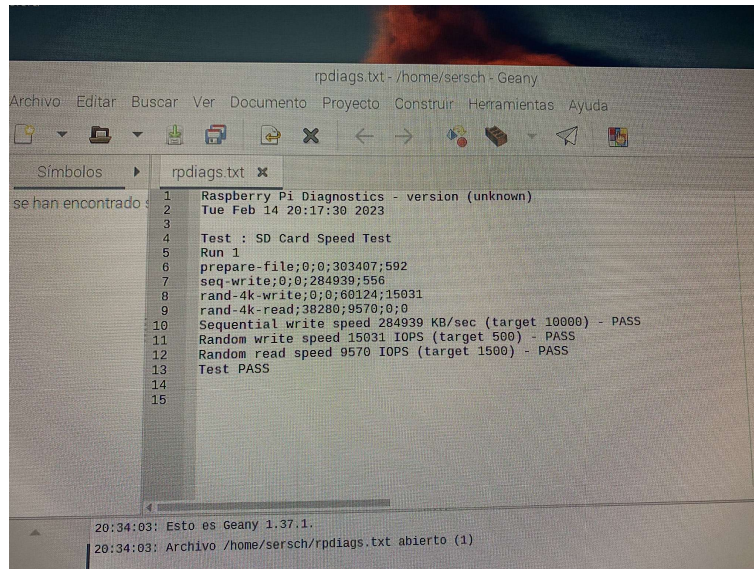 rpdiags.txt - /home/sersch - Geany
Archivo Editar Buscar Ver Documento Proyecto Construir Herramientas Ayuda
Símbolos
rpdiags.txt
se han encontrado
1 Raspberry Pi Diagnostics - version (unknown)
2 Tue Feb 14 20:17:30 2023
3
4 Test : SD Card Speed Test
5 Run 1
6 prepare-file;0;0;303407;592
7 seq-write;0;0;284939;556
8 rand-4k-write;0;0;60124;15031
9 rand-4k-read;38280;9570;0;0
10 Sequential write speed 284939 KB/sec (target 10000) - PASS
11 Random write speed 15031 IOPS (target 500) - PASS
12 Random read speed 9570 IOPS (target 1500) - PASS
13 Test PASS
14
15
20:34:03: Esto es Geany 1.37.1.
20:34:03: Archivo /home/sersch/rpdiags.txt abierto (1)